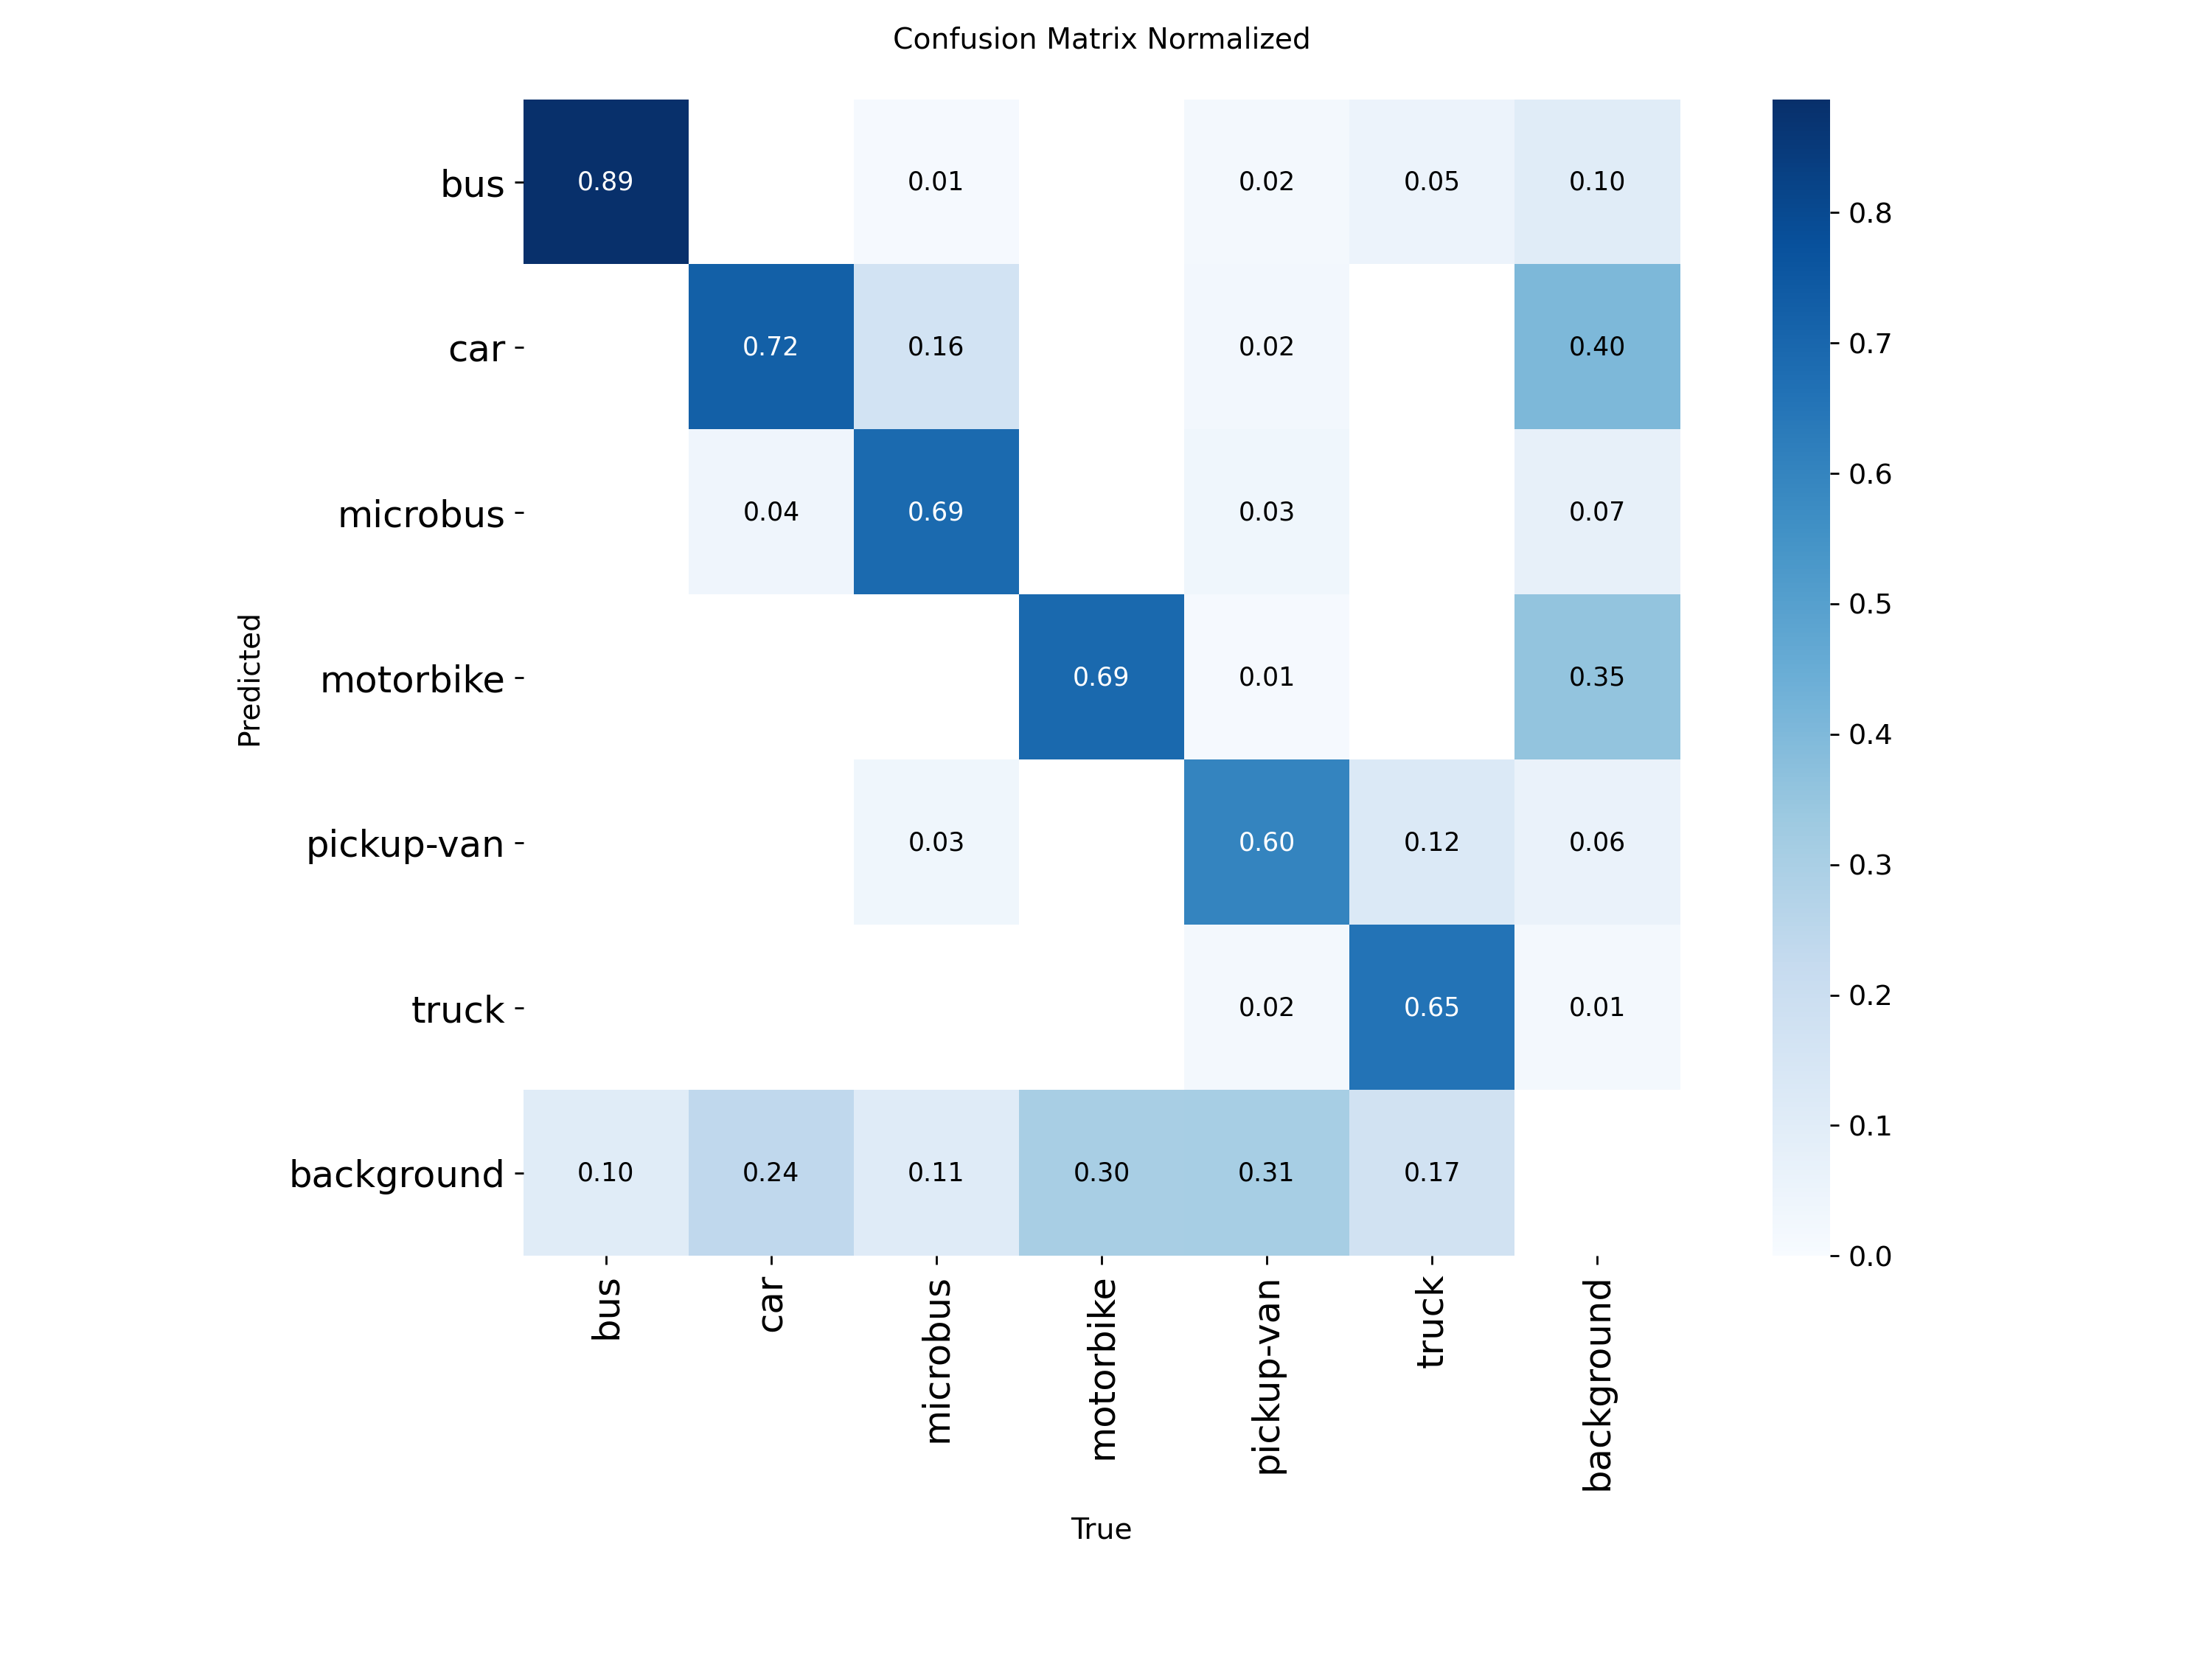 Confusion Matrix Normalized
bus 0.89 0.01 0.02 0.05 0.10
car 0.72 0.16 0.02 0.40
microbus 0.04 0.69 0.03 0.07
motorbike 0.69 0.01 0.35
pickup-van 0.03 0.60 0.12 0.06
truck 0.02 0.65 0.01
background 0.10 0.24 0.11 0.30 0.31 0.17
Predicted
bus car microbus motorbike pickup-van truck background
True
0.8
0.7
0.6
0.5
0.4
0.3
0.2
0.1
0.0